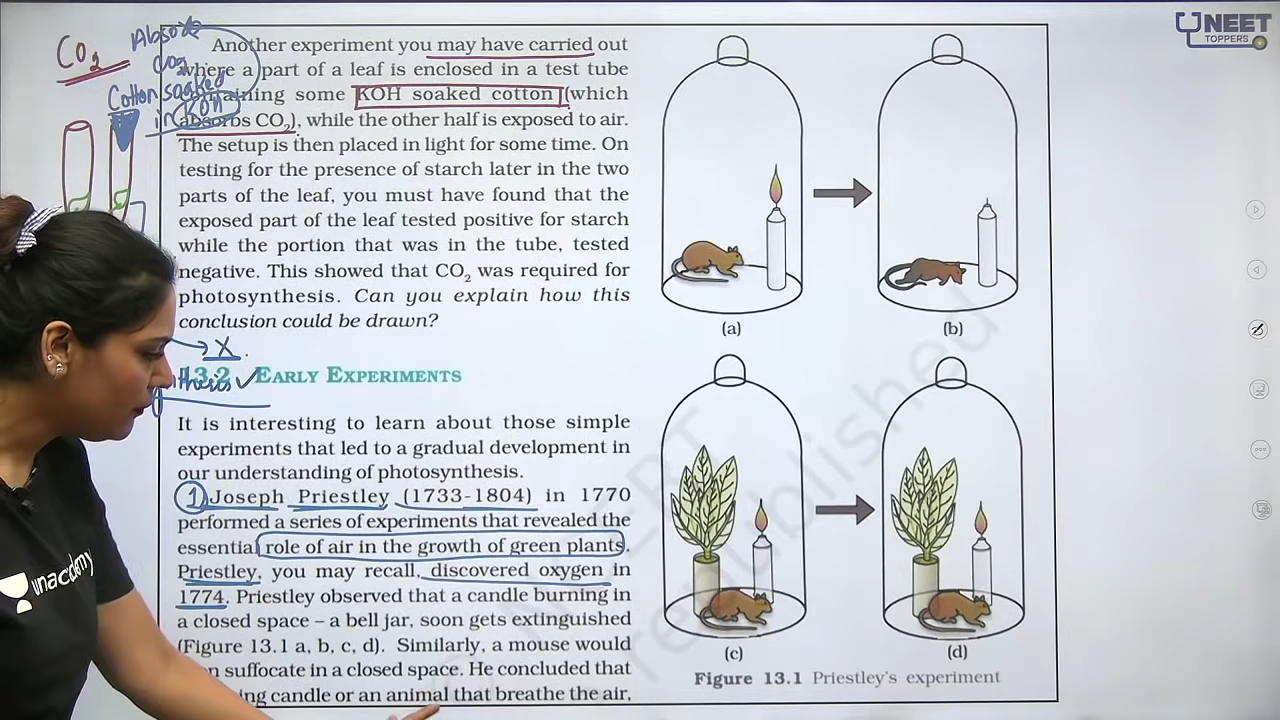 CO2
Absorb
CO2
Cotton soaked
in KOH
Another experiment you may have carried out
where a part of a leaf is enclosed in a test tube
containing some KOH soaked cotton (which
absorbs CO2), while the other half is exposed to air.
The setup is then placed in light for some time. On
testing for the presence of starch later in the two
parts of the leaf, you must have found that the
exposed part of the leaf tested positive for starch
while the portion that was in the tube, tested
negative. This showed that CO2 was required for
photosynthesis. Can you explain how this
conclusion could be drawn?
X
13.2 EARLY EXPERIMENTS
It is interesting to learn about those simple
experiments that led to a gradual development in
our understanding of photosynthesis.
1 Joseph Priestley (1733-1804) in 1770
performed a series of experiments that revealed the
essential role of air in the growth of green plants.
Priestley, you may recall, discovered oxygen in
1774. Priestley observed that a candle burning in
a closed space – a bell jar, soon gets extinguished
(Figure 13.1 a, b, c, d). Similarly, a mouse would
suffocate in a closed space. He concluded that
candle or an animal that breathe the air,
(a)
(b)
(c)
(d)
Figure 13.1 Priestley's experiment
NEET
TOPPERS
unacademy
republished